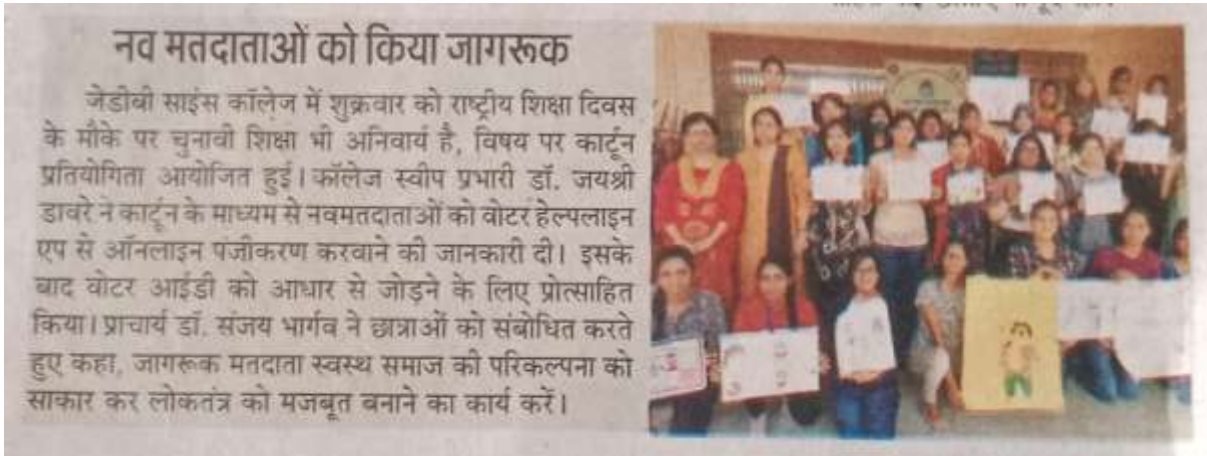 नव मतदाताओं को किया जागरूक
जेडीबी साइंस कॉलेज में शुक्रवार को राष्ट्रीय शिक्षा दिवस
के मौके पर चुनावी शिक्षा भी अनिवार्य है, विषय पर कार्टून
प्रतियोगिता आयोजित हुई। कॉलेज स्वीप प्रभारी डॉ. जयश्री
डावरे ने कार्टून के माध्यम से नवमतदाताओं को वोटर हेल्पलाइन
एप से ऑनलाइन पंजीकरण करवाने की जानकारी दी। इसके
बाद वोटर आईडी को आधार से जोड़ने के लिए प्रोत्साहित
किया। प्राचार्य डॉ. संजय भार्गव ने छात्राओं को संबोधित करते
हुए कहा, जागरूक मतदाता स्वस्थ समाज की परिकल्पना को
साकार कर लोकतंत्र को मजबूत बनाने का कार्य करें।